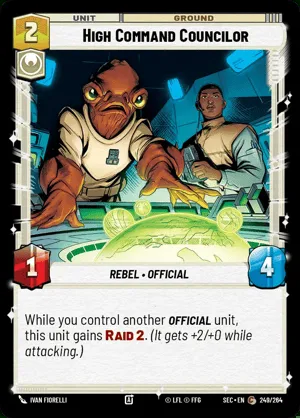 UNIT GROUND
2 HIGH COMMAND COUNCILOR
1 4
REBEL • OFFICIAL
While you control another OFFICIAL unit,
this unit gains RAID 2. (It gets +2/+0 while
attacking.)
IVAN FIORELLI © LFL © FFG SEC • EN C 249/264